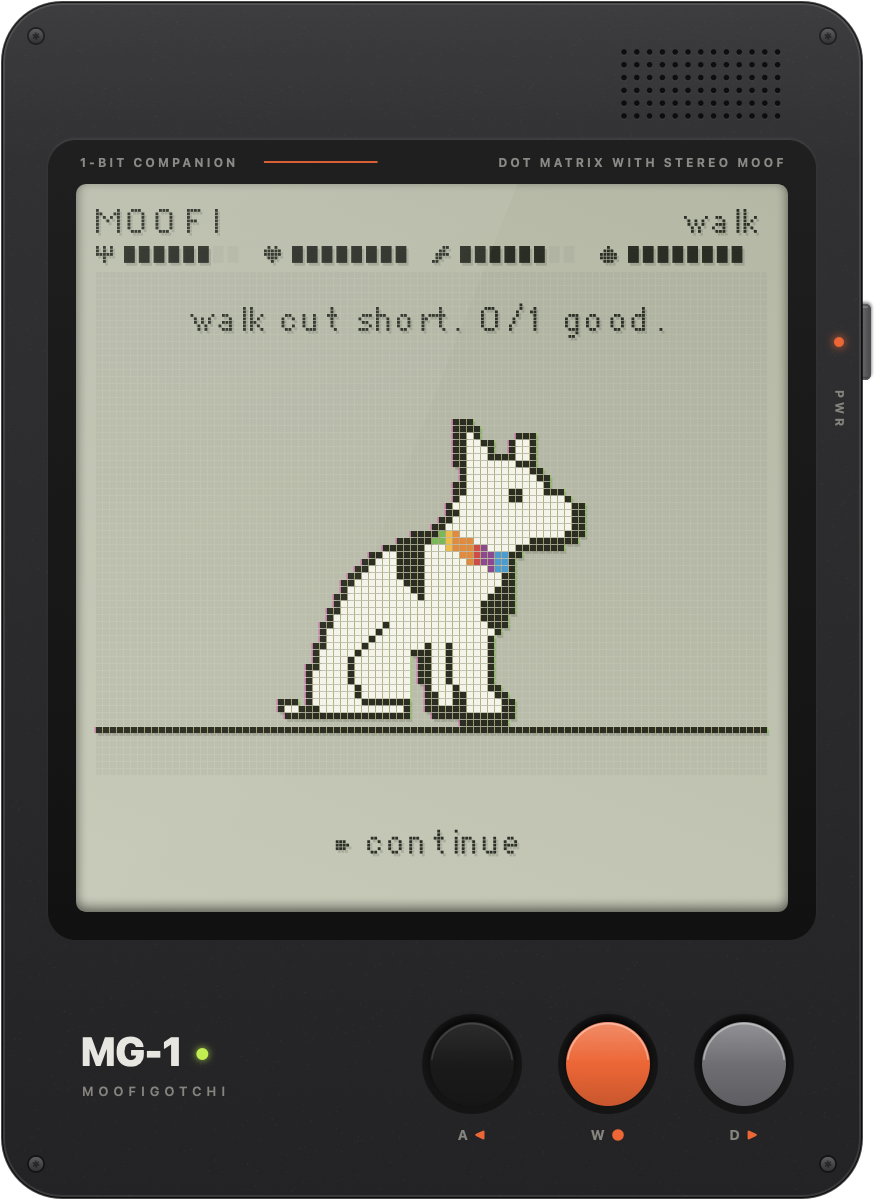 1-BIT COMPANION
DOT MATRIX WITH STEREO MOOF
MOOFI
walk
walk cut short. 0/1 good.
PWR
continue
MG-1
MOOFIGOTCHI
A
W
D